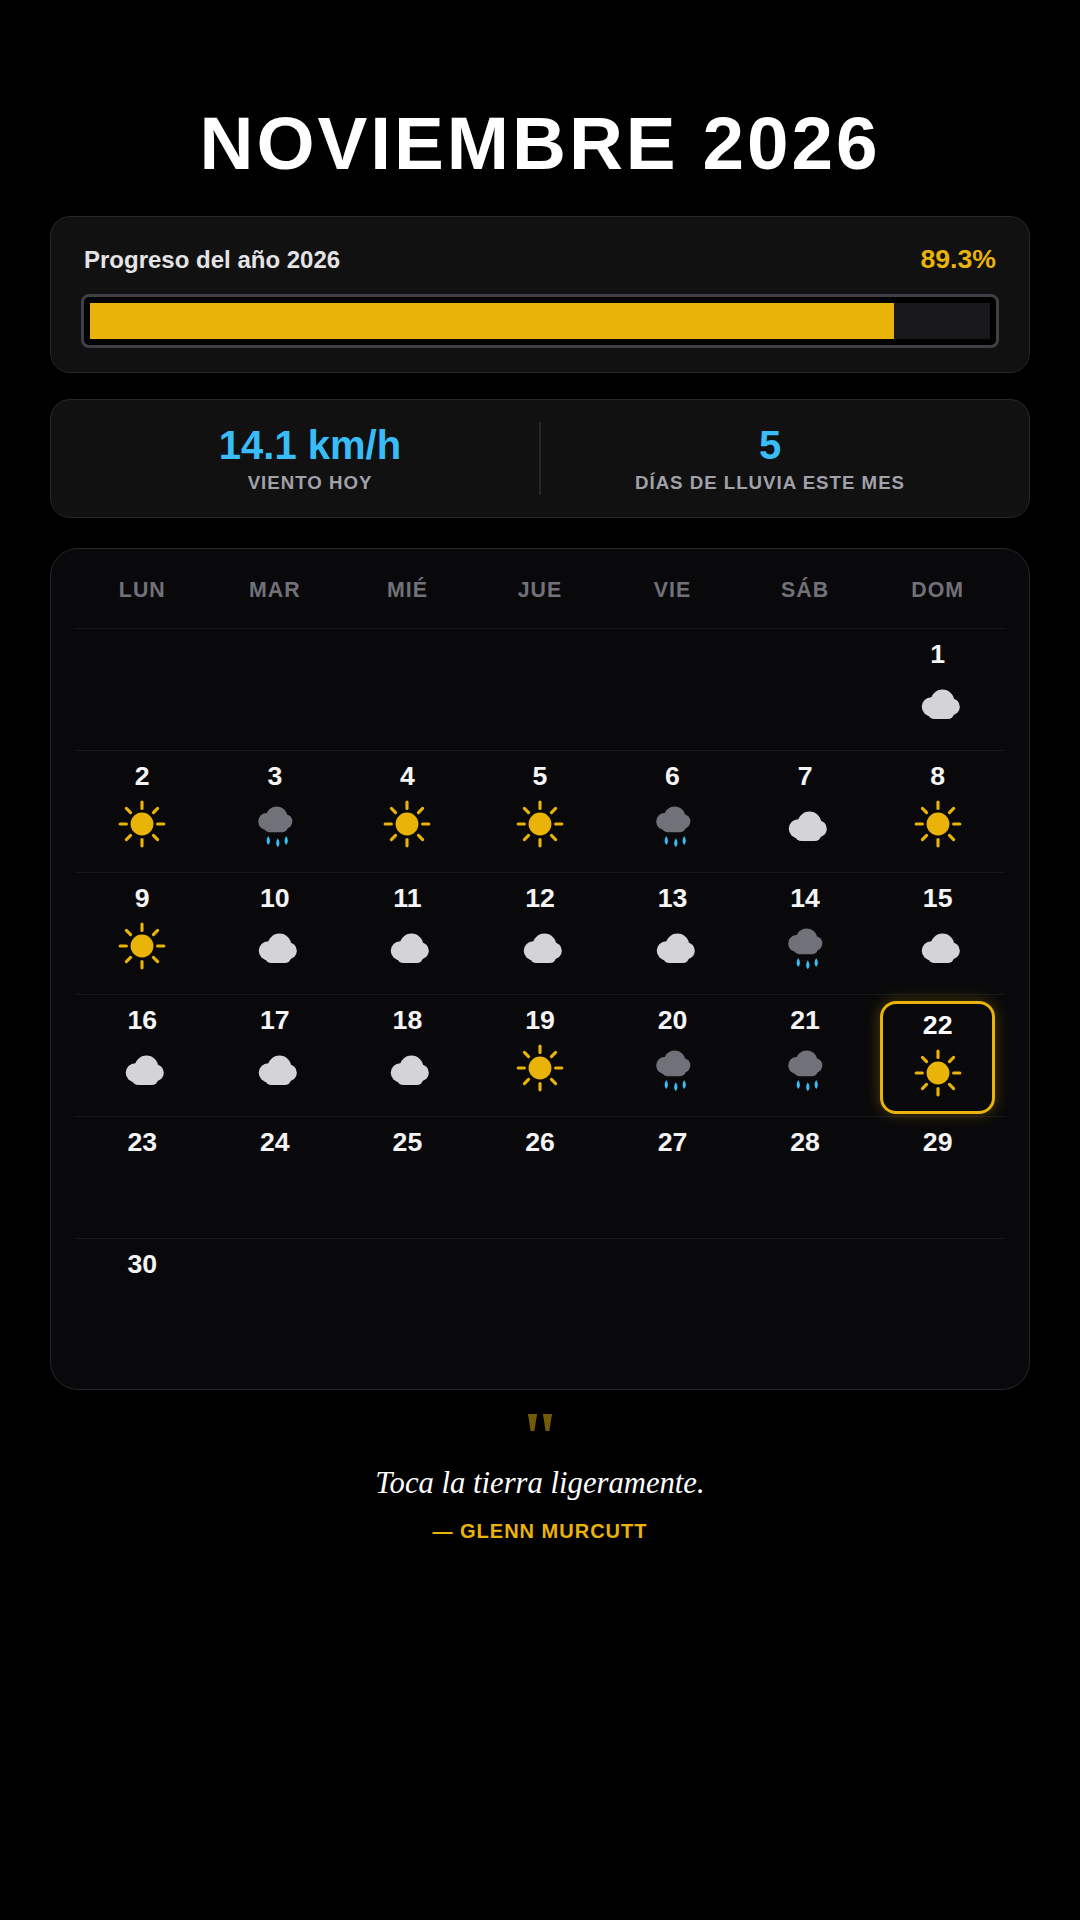 NOVIEMBRE 2026
Progreso del año 2026 89.3%
14.1 km/h 5
VIENTO HOY DÍAS DE LLUVIA ESTE MES
LUN MAR MIÉ JUE VIE SÁB DOM
1
2 3 4 5 6 7 8
9 10 11 12 13 14 15
16 17 18 19 20 21 22
23 24 25 26 27 28 29
30
"
Toca la tierra ligeramente.
— GLENN MURCUTT